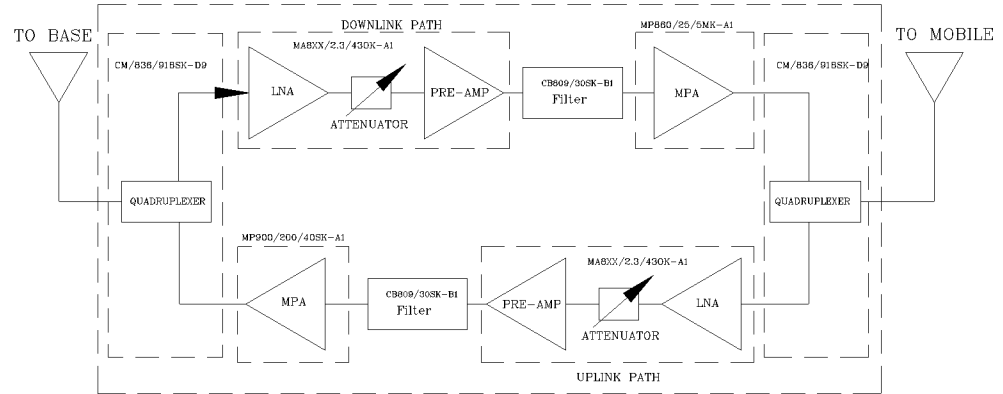 DOWNLINK PATH
MP860/25/5MK-A1
TO BASE
TO MOBILE
MA8XX/2.3/430K-A1
CM/836/918SK-D9
CM/836/918SK-D9
CB809/30SK-B1
LNA
PRE-AMP
Filter
MPA
ATTENUATOR
QUADRUPLEXER
QUADRUPLEXER
MP900/200/40SK-A1
MA8XX/2.3/430K-A1
CB809/30SK-B1
MPA
Filter
PRE-AMP
LNA
ATTENUATOR
UPLINK PATH